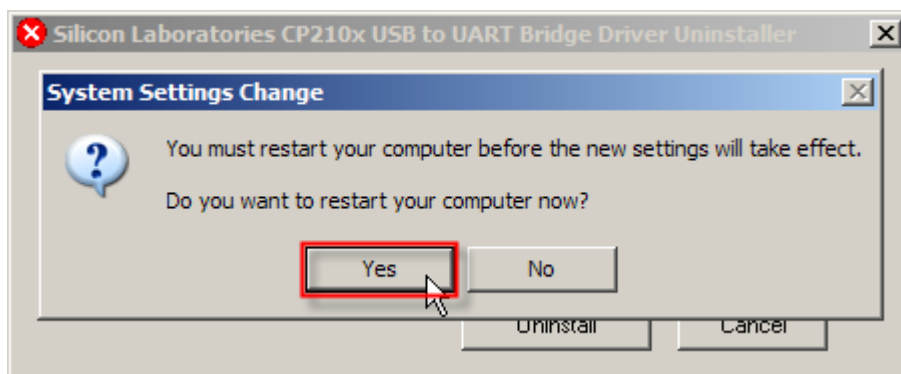 Silicon Laboratories CP210x USB to UART Bridge Driver Uninstaller
System Settings Change
You must restart your computer before the new settings will take effect.
Do you want to restart your computer now?
Yes No
Uninstall Cancel